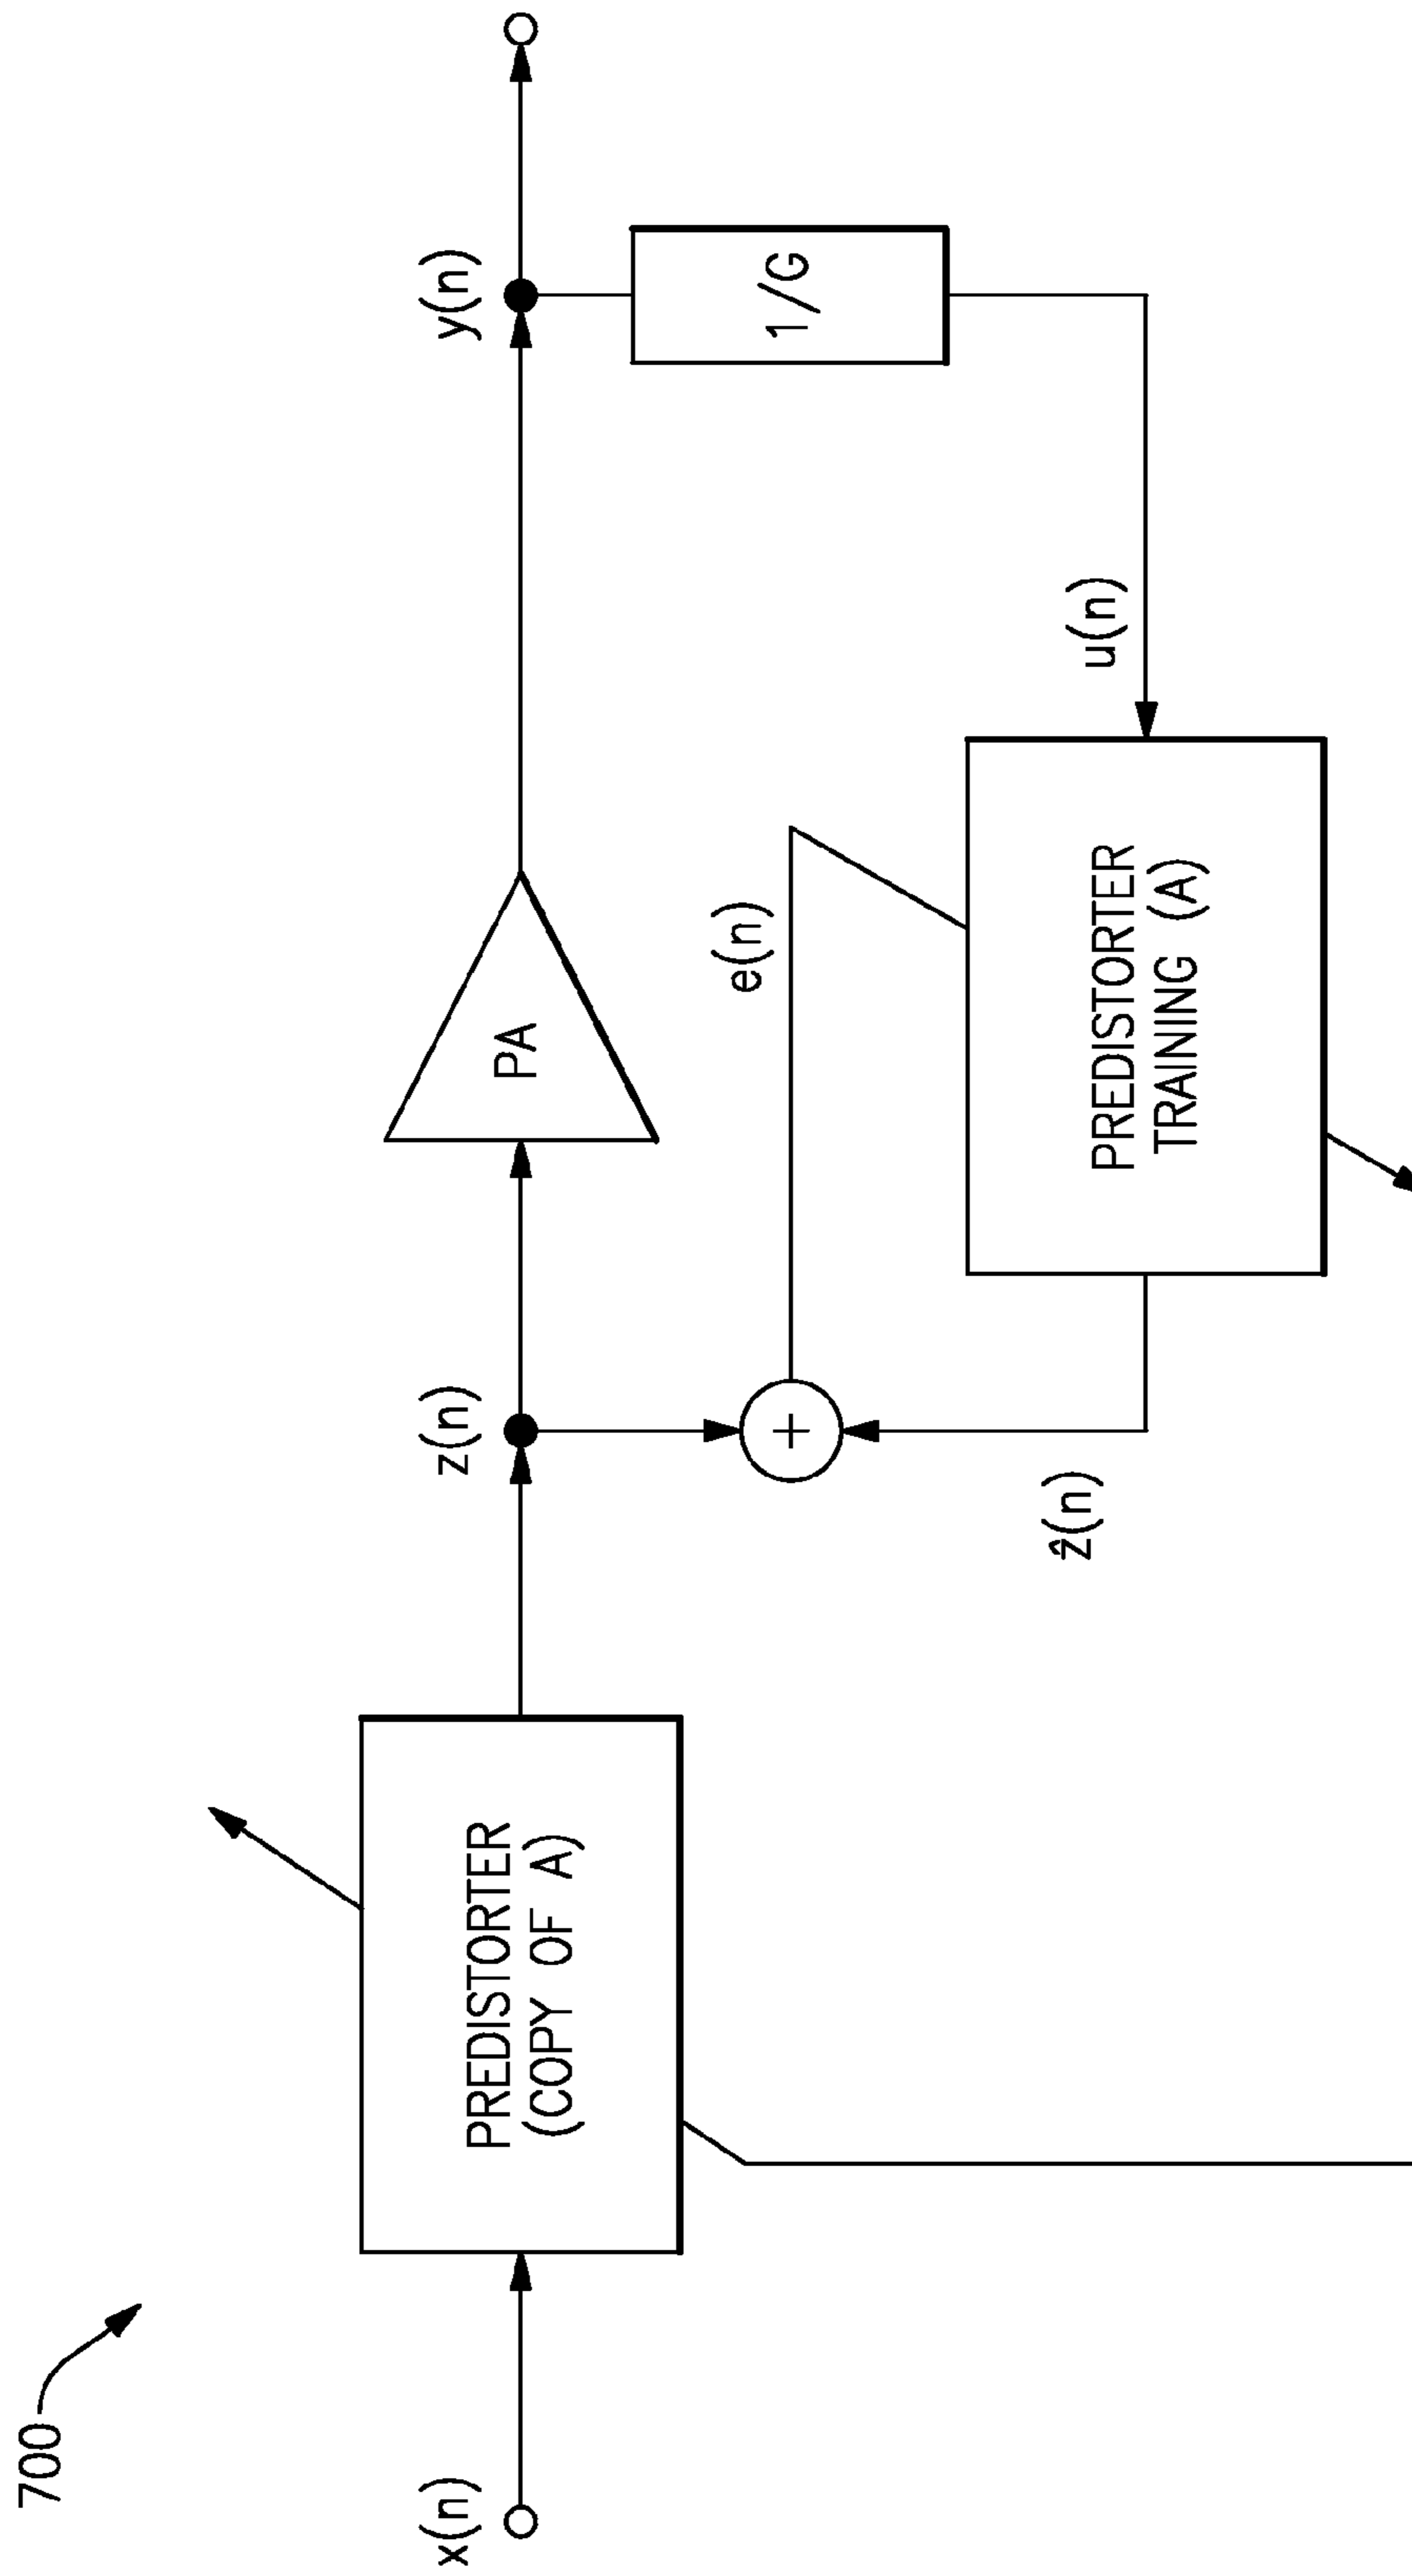 700
x(n)
PREDISTORTER
(COPY OF A)
z(n)
PA
y(n)
1/G
u(n)
PREDISTORTER
TRAINING (A)
e(n)
+
ẑ(n)